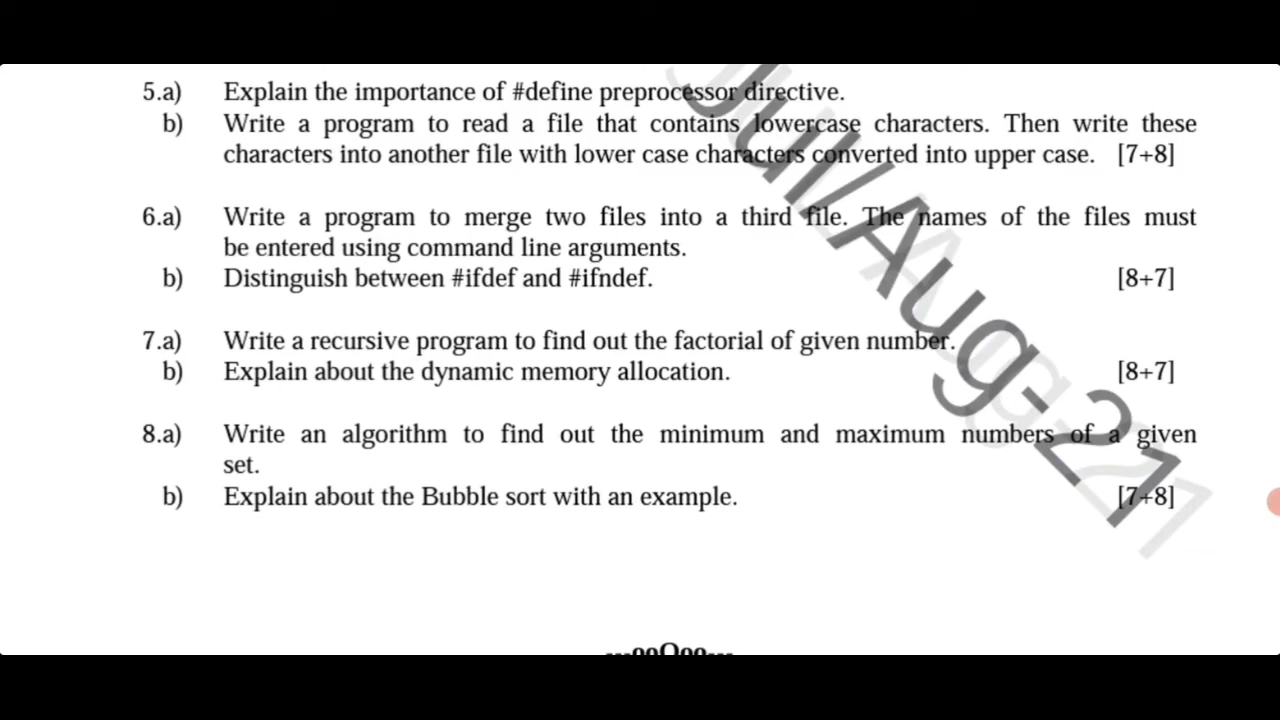 5.a) Explain the importance of #define preprocessor directive.
b) Write a program to read a file that contains lowercase characters. Then write these
characters into another file with lower case characters converted into upper case. [7+8]
6.a) Write a program to merge two files into a third file. The names of the files must
be entered using command line arguments.
b) Distinguish between #ifdef and #ifndef. [8+7]
7.a) Write a recursive program to find out the factorial of given number.
b) Explain about the dynamic memory allocation. [8+7]
8.a) Write an algorithm to find out the minimum and maximum numbers of a given
set.
b) Explain about the Bubble sort with an example. [7+8]
---ooOoo---
Jul/Aug-21